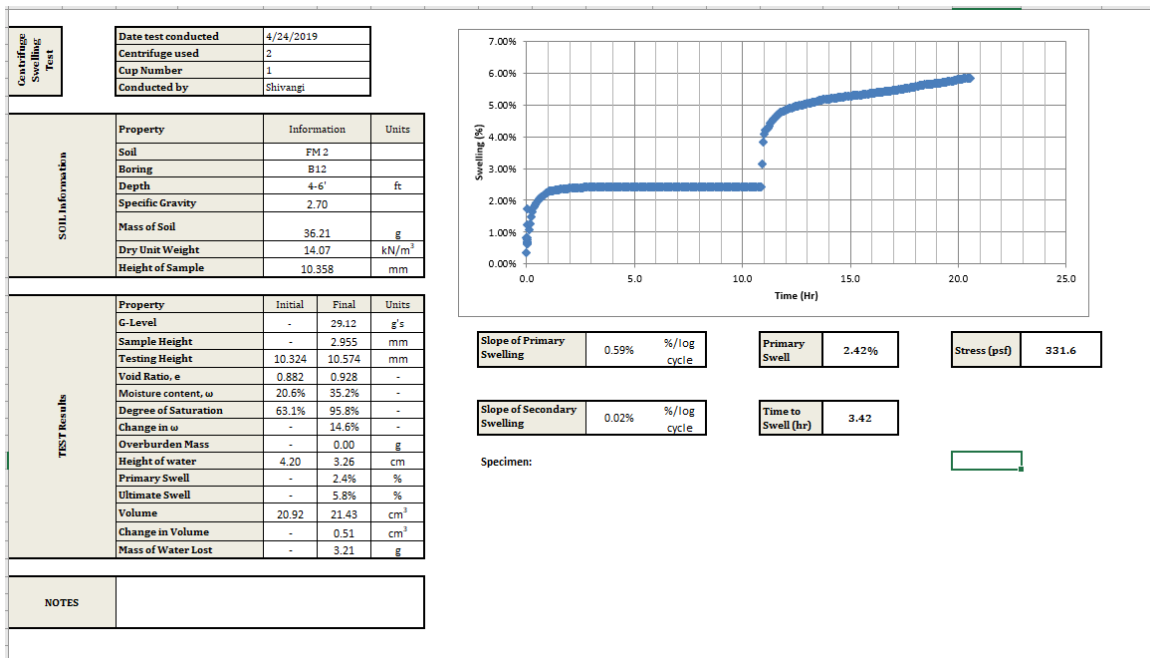 Centrifuge
Swelling
Test
Date test conducted 4/24/2019
Centrifuge used 2
Cup Number 1
Conducted by Shivangi
SOIL Information
Property Information Units
Soil FM 2
Boring B12
Depth 4-6' ft
Specific Gravity 2.70
Mass of Soil 36.21 g
Dry Unit Weight 14.07 kN/m³
Height of Sample 10.358 mm
TEST Results
Property Initial Final Units
G-Level - 29.12 g's
Sample Height - 2.955 mm
Testing Height 10.324 10.574 mm
Void Ratio, e 0.882 0.928 -
Moisture content, ω 20.6% 35.2% -
Degree of Saturation 63.1% 95.8% -
Change in ω - 14.6% -
Overburden Mass - 0.00 g
Height of water 4.20 3.26 cm
Primary Swell - 2.4% %
Ultimate Swell - 5.8% %
Volume 20.92 21.43 cm³
Change in Volume - 0.51 cm³
Mass of Water Lost - 3.21 g
NOTES
7.00%
6.00%
5.00%
4.00%
3.00%
2.00%
1.00%
0.00%
Swelling (%)
0.0 5.0 10.0 15.0 20.0 25.0
Time (Hr)
Slope of Primary
Swelling
0.59%
%/log
cycle
Primary
Swell
2.42%
Stress (psf) 331.6
Slope of Secondary
Swelling
0.02%
%/log
cycle
Time to
Swell (hr)
3.42
Specimen: